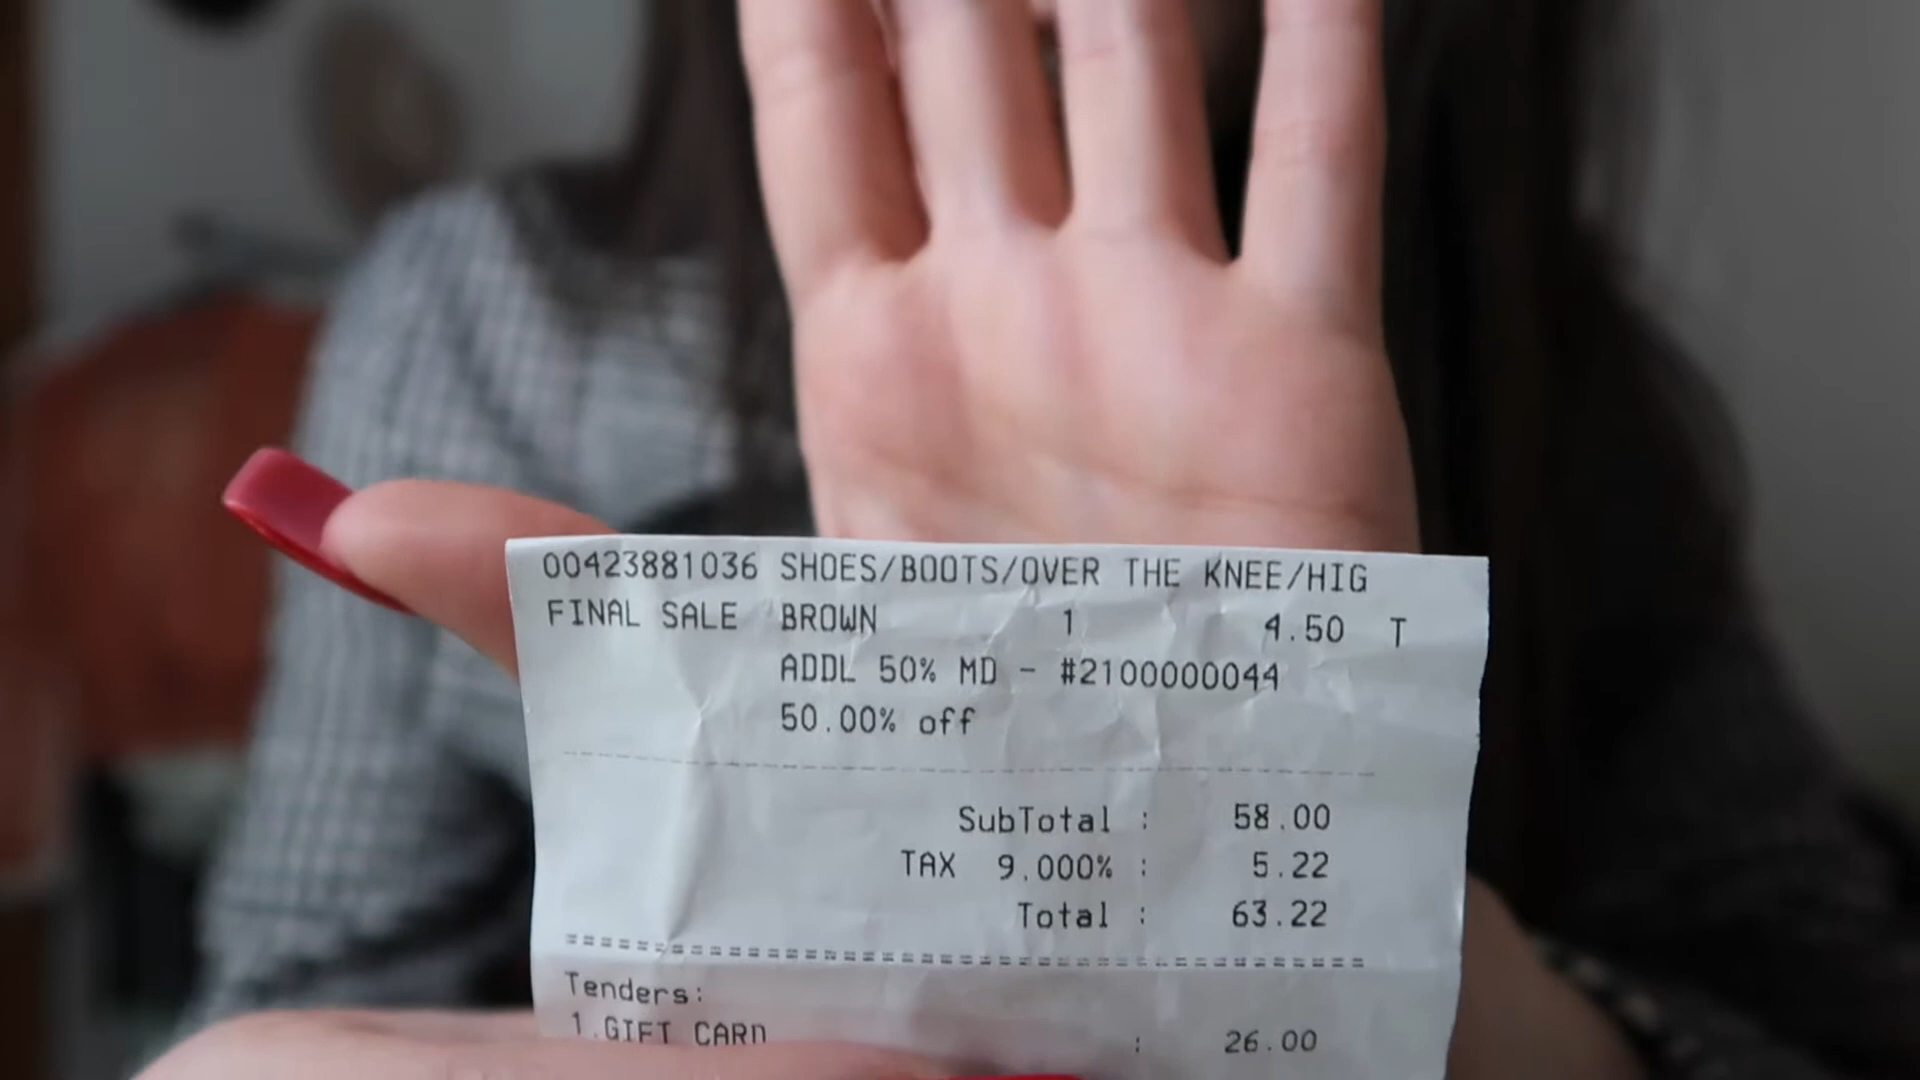 00423881036 SHOES/BOOTS/OVER THE KNEE/HIG
FINAL SALE BROWN 1 4.50 T
ADDL 50% MD - #2100000044
50.00% off
SubTotal : 58.00
TAX 9.000% : 5.22
Total : 63.22
Tenders:
1.GIFT CARD : 26.00